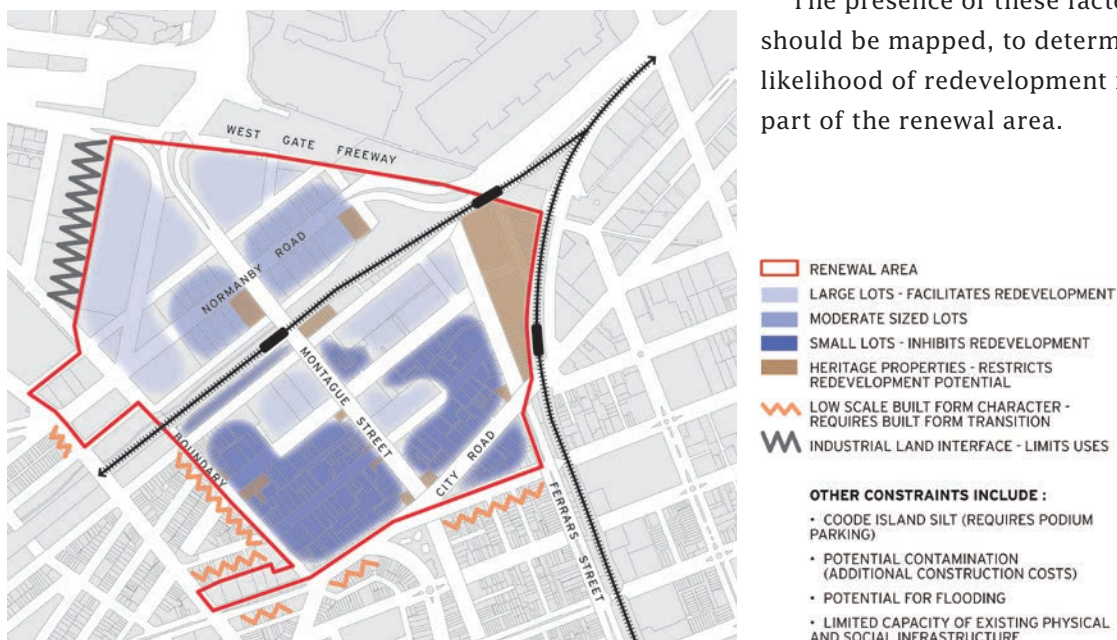 The presence of these
should be mapped, to
likelihood of redevelopment
part of the renewal area.
WEST GATE FREEWAY
NORMANBY ROAD
MONTAGUE STREET
BOUNDARY
CITY ROAD
FERRARS STREET
RENEWAL AREA
LARGE LOTS - FACILITATES REDEVELOPMENT
MODERATE SIZED LOTS
SMALL LOTS - INHIBITS REDEVELOPMENT
HERITAGE PROPERTIES - RESTRICTS
REDEVELOPMENT POTENTIAL
LOW SCALE BUILT FORM CHARACTER -
REQUIRES BUILT FORM TRANSITION
INDUSTRIAL LAND INTERFACE - LIMITS USES
OTHER CONSTRAINTS INCLUDE :
• COODE ISLAND SILT (REQUIRES PODIUM
PARKING)
• POTENTIAL CONTAMINATION
(ADDITIONAL CONSTRUCTION COSTS)
• POTENTIAL FOR FLOODING
• LIMITED CAPACITY OF EXISTING PHYSICAL
AND SOCIAL INFRASTRUCTURE